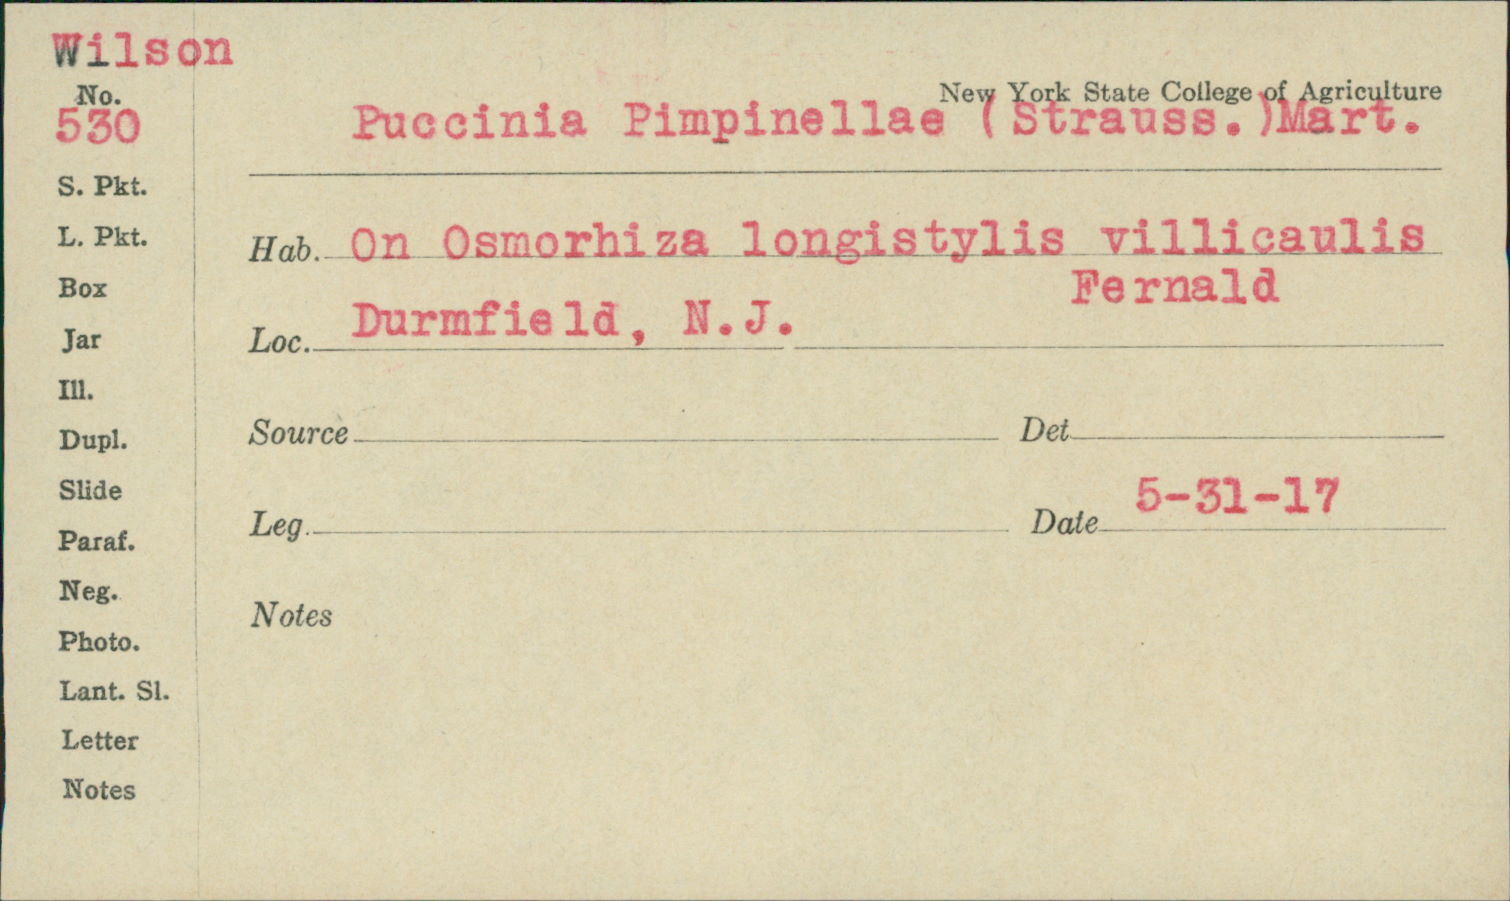 Wilson
No.
530
New York State College of Agriculture
Puccinia Pimpinellae (Strauss.)Mart.
S. Pkt.
L. Pkt.
Hab. On Osmorhiza longistylis villicaulis
Fernald
Box
Loc. Durmfield, N.J.
Jar
Ill.
Dupl.
Source Det
Slide
Leg. Date 5-31-17
Paraf.
Neg.
Notes
Photo.
Lant. Sl.
Letter
Notes